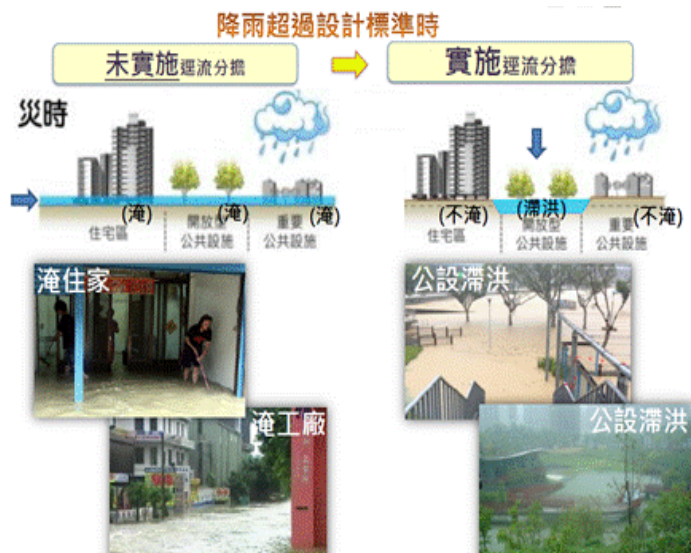 降雨超過設計標準時
未實施逕流分擔
實施逕流分擔
災時
(淹)
(淹)
(淹)
住宅區
開放型
公共設施
重要
公共設施
(不淹)
(滯洪)
(不淹)
住宅區
開放型
公共設施
重要
公共設施
淹住家
公設滯洪
淹工廠
公設滯洪